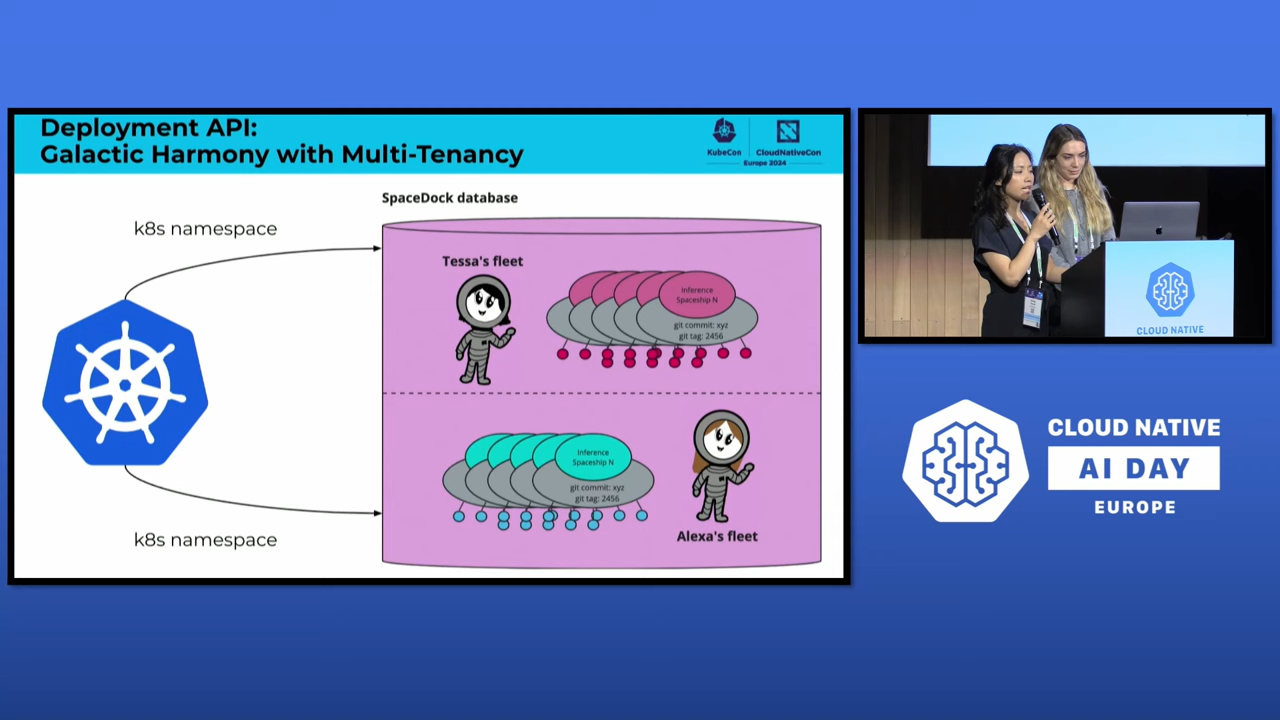 Deployment API:
Galactic Harmony with Multi-Tenancy
KubeCon
CloudNativeCon
Europe 2024
SpaceDock database
k8s namespace
Tessa's fleet
Inference
Spaceship N
git commit: xyz
git tag: 2456
Inference
Spaceship N
git commit: xyz
git tag: 2456
Alexa's fleet
k8s namespace
CLOUD NATIVE
CLOUD NATIVE
AI DAY
EUROPE